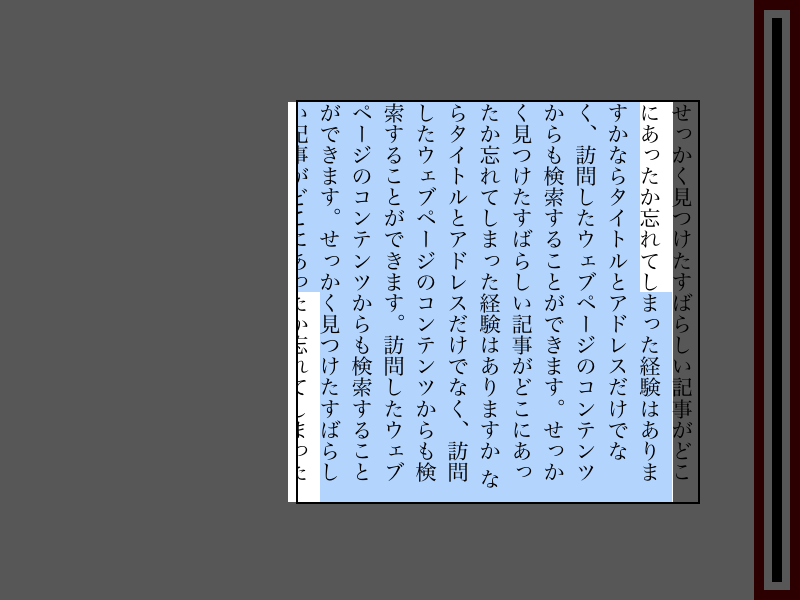 せっかく見つけたすばらしい記事がどこ
にあったか忘れてしまった経験はありま
すかならタイトルとアドレスだけでな
く、訪問したウェブページのコンテンツ
からも検索することができます。せっか
く見つけたすばらしい記事がどこにあっ
たか忘れてしまった経験はありますか な
らタイトルとアドレスだけでなく、訪問
したウェブページのコンテンツからも検
索することができます。訪問したウェブ
ページのコンテンツからも検索すること
ができます。せっかく見つけたすばらし
い記事がどこにあったか忘れてしまった